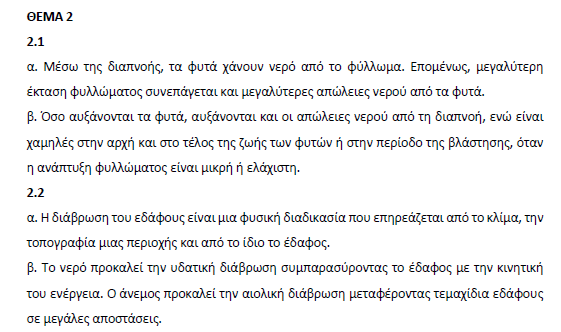 ΘΕΜΑ 2
2.1
α. Μέσω της διαπνοής, τα φυτά χάνουν νερό από το φύλλωμα. Επομένως, μεγαλύτερη
έκταση φυλλώματος συνεπάγεται και μεγαλύτερες απώλειες νερού από τα φυτά.
β. Όσο αυξάνονται τα φυτά, αυξάνονται και οι απώλειες νερού από τη διαπνοή, ενώ είναι
χαμηλές στην αρχή και στο τέλος της ζωής των φυτών ή στην περίοδο της βλάστησης, όταν
η ανάπτυξη φυλλώματος είναι μικρή ή ελάχιστη.
2.2
α. Η διάβρωση του εδάφους είναι μια φυσική διαδικασία που επηρεάζεται από το κλίμα, την
τοπογραφία μιας περιοχής και από το ίδιο το έδαφος.
β. Το νερό προκαλεί την υδατική διάβρωση συμπαρασύροντας το έδαφος με την κινητική
του ενέργεια. Ο άνεμος προκαλεί την αιολική διάβρωση μεταφέροντας τεμαχίδια εδάφους
σε μεγάλες αποστάσεις.